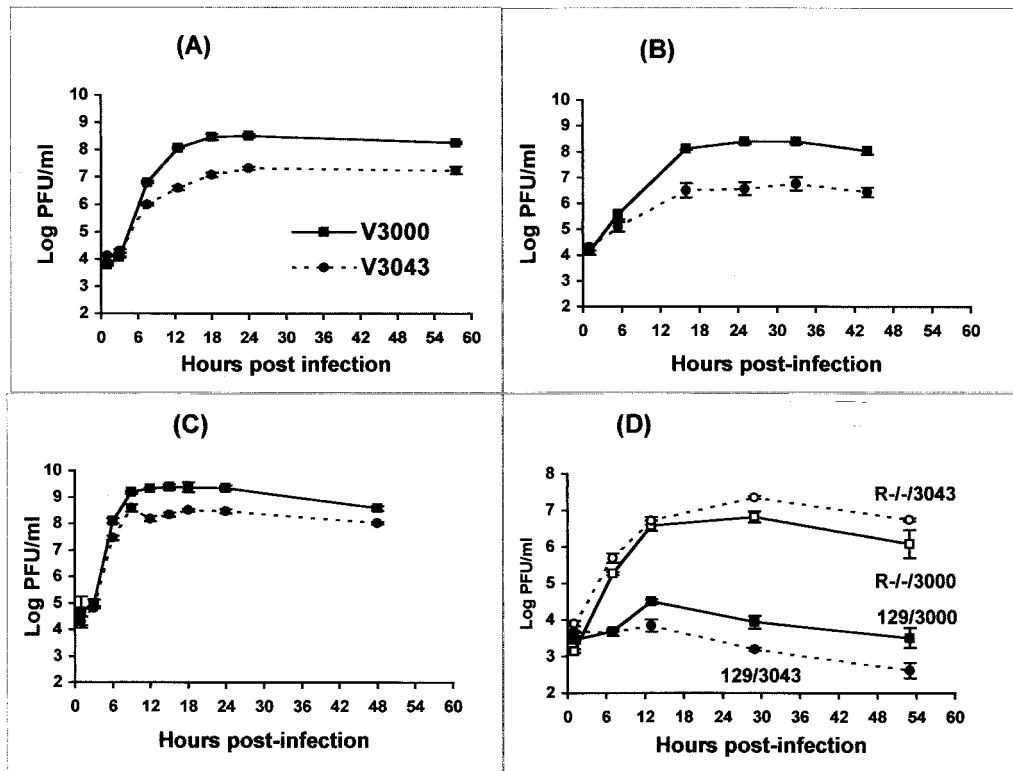 (A)
10
9
8
7
6
5
4
3
2
Log PFU/ml
V3000
V3043
0 6 12 18 24 30 36 42 48 54 60
Hours post infection
(B)
10
9
8
7
6
5
4
3
2
Log PFU/ml
0 6 12 18 24 30 36 42 48 54 60
Hours post-infection
(C)
10
9
8
7
6
5
4
3
2
Log PFU/ml
0 6 12 18 24 30 36 42 48 54 60
Hours post-infection
(D)
8
7
6
5
4
3
2
Log PFU/ml
R-/-/3043
R-/-/3000
129/3000
129/3043
0 6 12 18 24 30 36 42 48 54 60
Hours post-infection